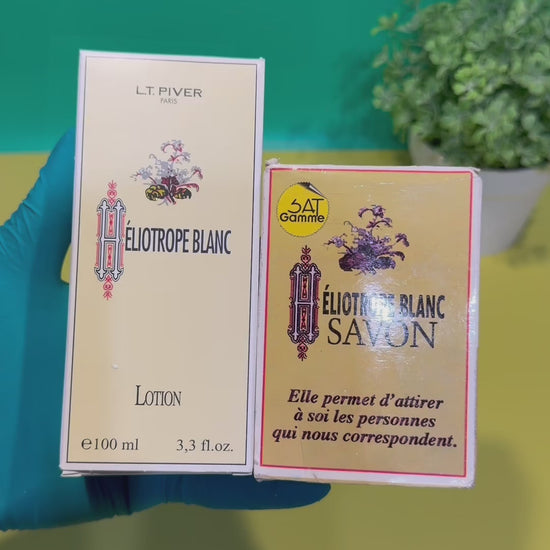 L.T. PIVER
PARIS
HÉLIOTROPE BLANC
LOTION
℮100 ml 3,3 fl.oz.
SAT
Gamme
HÉLIOTROPE BLANC
SAVON
Elle permet d'attirer
à soi les personnes
qui nous correspondent.